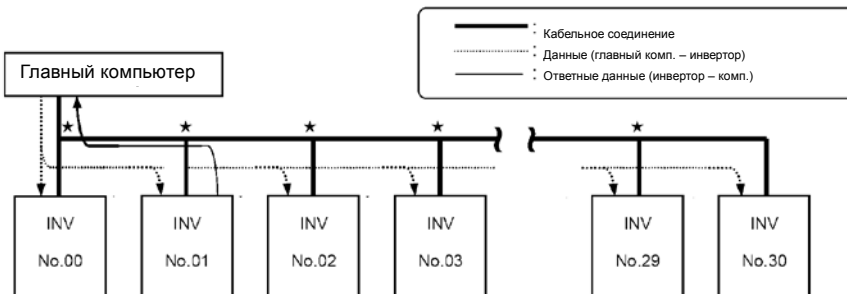 : Кабельное соединение
: Данные (главный комп. – инвертор)
: Ответные данные (инвертор – комп.)
Главный компьютер
★ ★ ★ ★ ★
INV INV INV INV INV INV
No.00 No.01 No.02 No.03 No.29 No.30